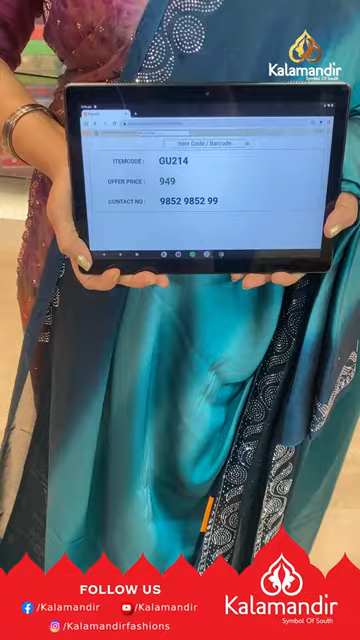 Kalamandir
Symbol Of South
Item Code / Barcode
ITEMCODE : GU214
OFFER PRICE : 949
CONTACT NO : 9852 9852 99
FOLLOW US
/Kalamandir /Kalamandir
/Kalamandirfashions
Kalamandir
Symbol Of South